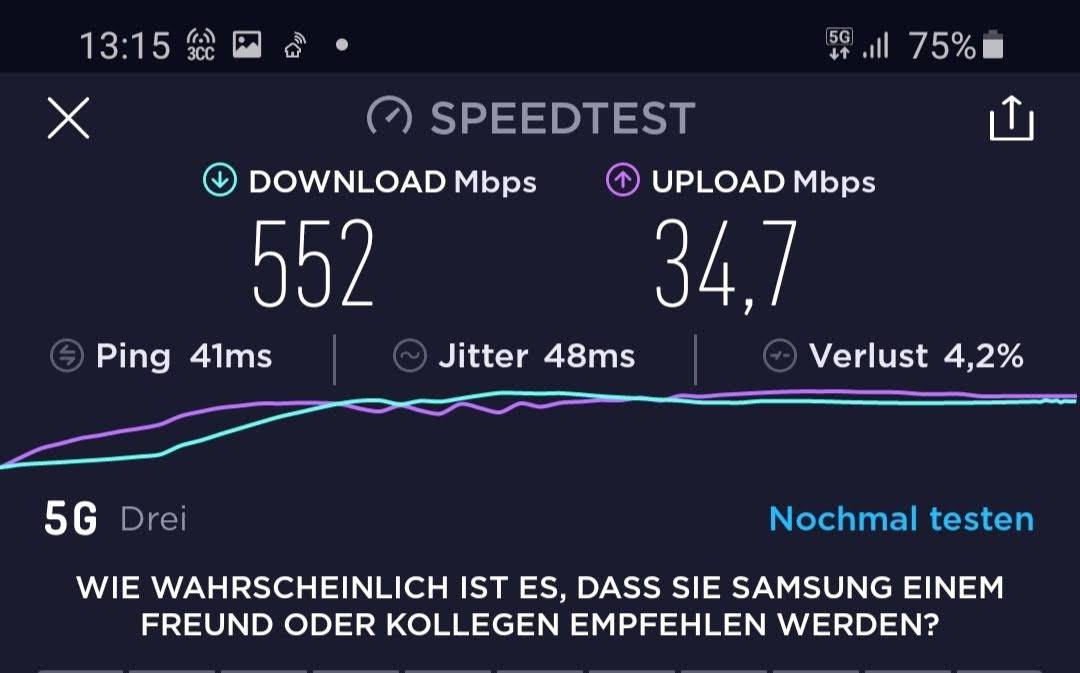 13:15 3CC 5G 75%
SPEEDTEST
DOWNLOAD Mbps UPLOAD Mbps
552 34,7
Ping 41ms Jitter 48ms Verlust 4,2%
5G Drei Nochmal testen
WIE WAHRSCHEINLICH IST ES, DASS SIE SAMSUNG EINEM
FREUND ODER KOLLEGEN EMPFEHLEN WERDEN?